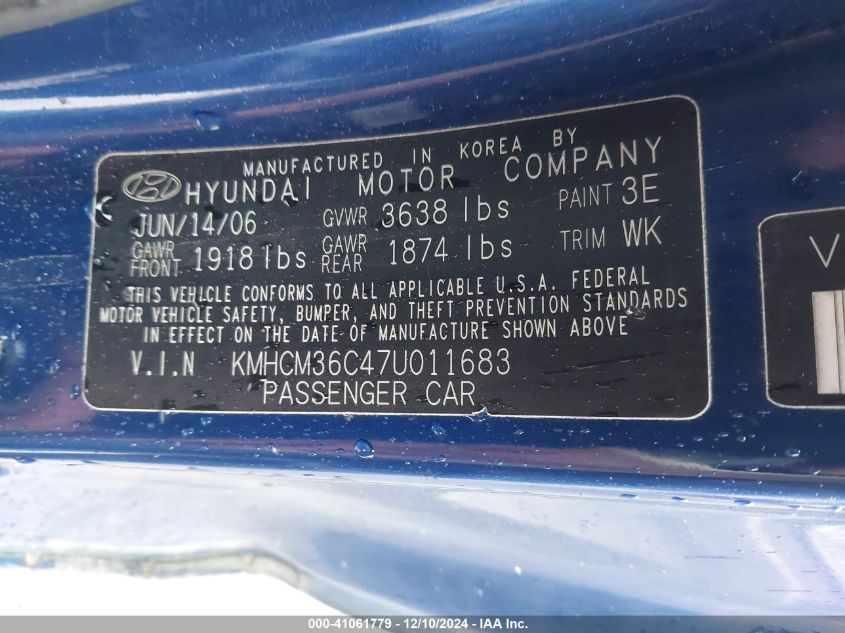 MANUFACTURED IN KOREA BY
HYUNDAI MOTOR COMPANY
JUN/14/06 GVWR 3638 lbs PAINT 3E
GAWR FRONT 1918 lbs GAWR REAR 1874 lbs TRIM WK
THIS VEHICLE CONFORMS TO ALL APPLICABLE U.S.A. FEDERAL
MOTOR VEHICLE SAFETY, BUMPER, AND THEFT PREVENTION STANDARDS
IN EFFECT ON THE DATE OF MANUFACTURE SHOWN ABOVE
V.I.N KMHCM36C47U011683
PASSENGER CAR
V
000-41061779 - 12/10/2024 - IAAI, Inc.